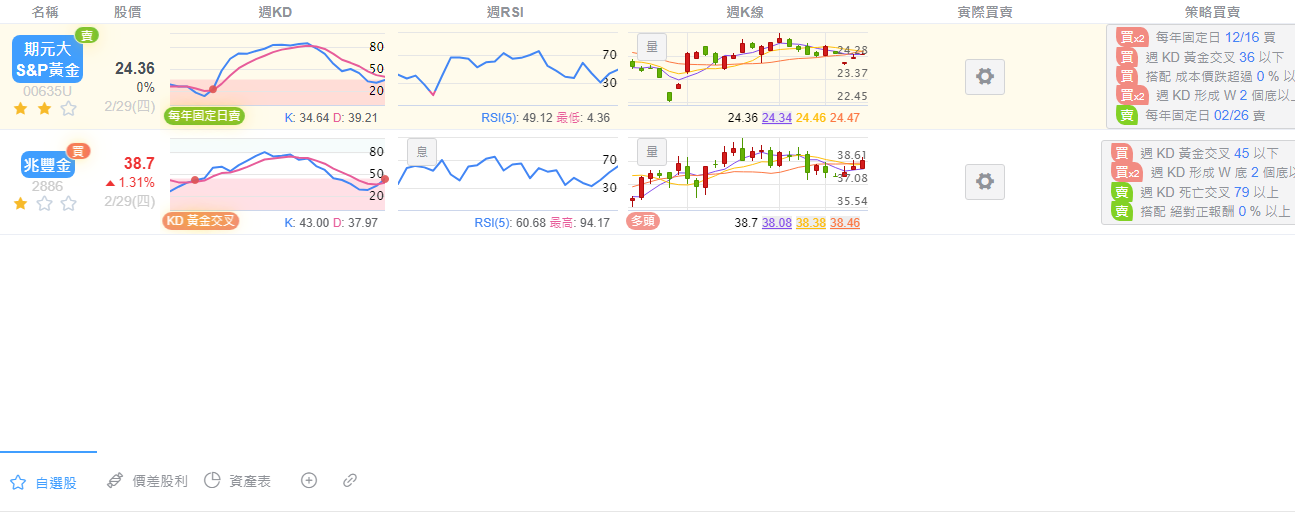 名稱 股價 週KD 週RSI 週K線 實際買賣 策略買賣
期元大 賣
S&P黃金
00635U
24.36
0%
2/29(四)
80
50
20
每年固定日賣 K: 34.64 D: 39.21
70
30
RSI(5): 49.12 最低: 4.36
量
24.28
23.37
22.45
24.36 24.34 24.46 24.47
買x2 每年固定日 12/16 買
買 週 KD 黃金交叉 36 以下
買 搭配 成本價跌超過 0 % 以
買x2 週 KD 形成 W 2 個底以上
賣 每年固定日 02/26 賣
兆豐金 買
2886
38.7
1.31%
2/29(四)
80
50
20
KD 黃金交叉 K: 43.00 D: 37.97
息
70
30
RSI(5): 60.68 最高: 94.17
量
38.61
37.08
35.54
多頭 38.7 38.08 38.38 38.46
買 週 KD 黃金交叉 45 以下
買x2 週 KD 形成 W 底 2 個底以
賣 週 KD 死亡交叉 79 以上
賣 搭配 絕對正報酬 0 % 以上
自選股 價差股利 資產表